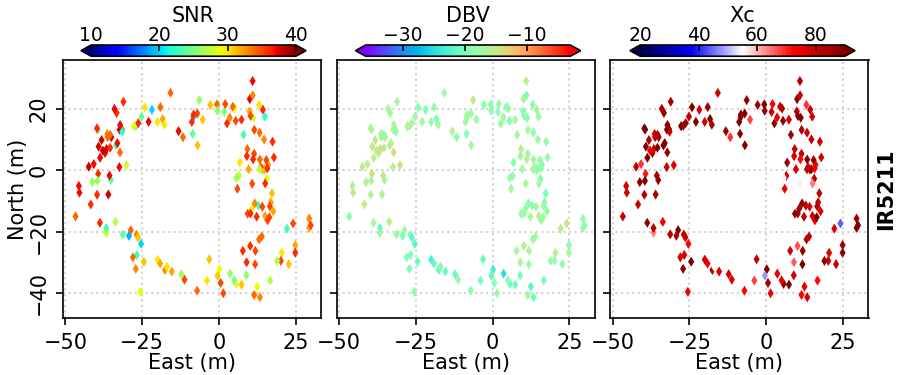 SNR DBV Xc
10 20 30 40 −30 −20 −10 20 40 60 80
20
0
−20
−40
North (m)
−50 −25 0 25 −50 −25 0 25 −50 −25 0 25
East (m) East (m) East (m)
IR5211